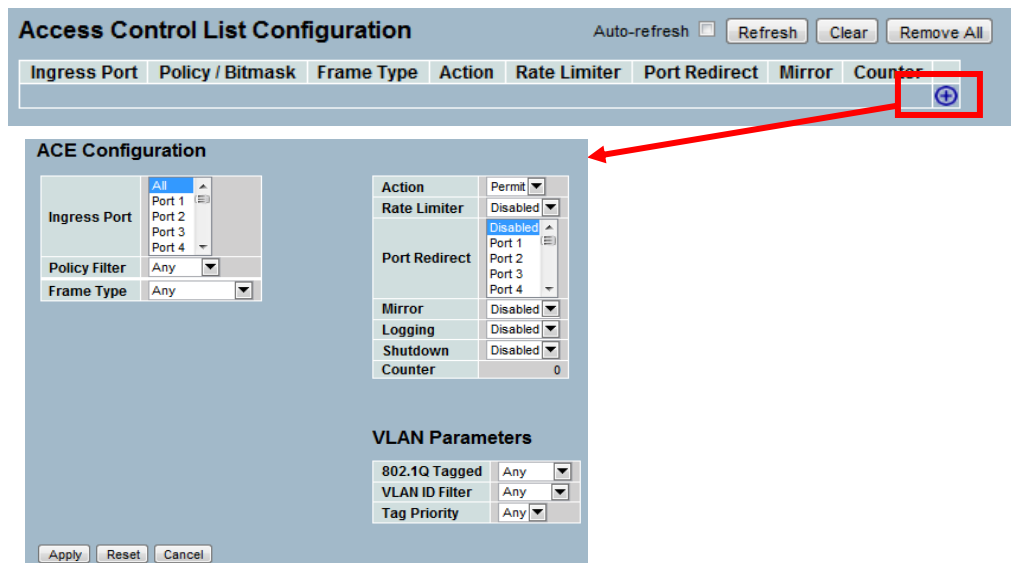 Access Control List Configuration
Auto-refresh Refresh Clear Remove All
Ingress Port Policy / Bitmask Frame Type Action Rate Limiter Port Redirect Mirror Counter
ACE Configuration
Ingress Port
All
Port 1
Port 2
Port 3
Port 4
Policy Filter Any
Frame Type Any
Action Permit
Rate Limiter Disabled
Port Redirect
Disabled
Port 1
Port 2
Port 3
Port 4
Mirror Disabled
Logging Disabled
Shutdown Disabled
Counter 0
VLAN Parameters
802.1Q Tagged Any
VLAN ID Filter Any
Tag Priority Any
Apply Reset Cancel